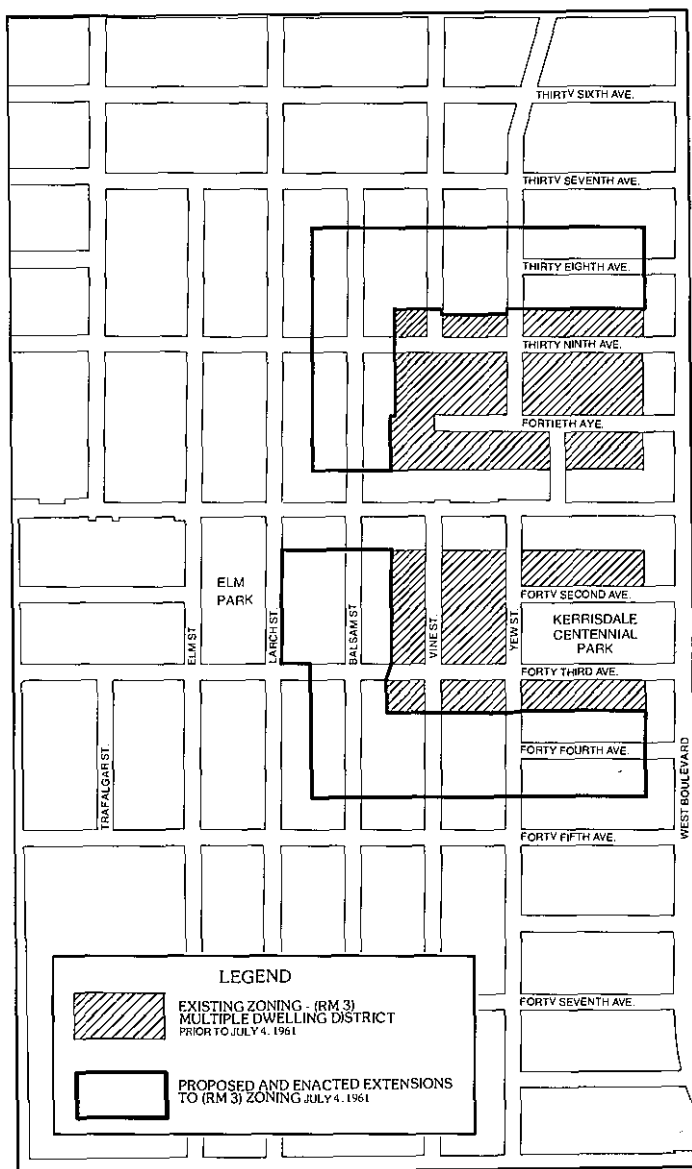 THIRTY SIXTH AVE.
THIRTY SEVENTH AVE.
THIRTY EIGHTH AVE.
THIRTY NINTH AVE.
FORTIETH AVE.
ELM
PARK
FORTY SECOND AVE.
KERRISDALE
CENTENNIAL
PARK
ELM ST
LARCH ST.
BALSAM ST
VINE ST.
YEW ST.
FORTY THIRD AVE.
FORTY FOURTH AVE.
TRAFALGAR ST.
WEST BOULEVARD
FORTY FIFTH AVE.
FORTY SEVENTH AVE.
LEGEND
EXISTING ZONING - (RM 3)
MULTIPLE DWELLING DISTRICT
PRIOR TO JULY 4. 1961
PROPOSED AND ENACTED EXTENSIONS
TO (RM 3) ZONING JULY 4. 1961